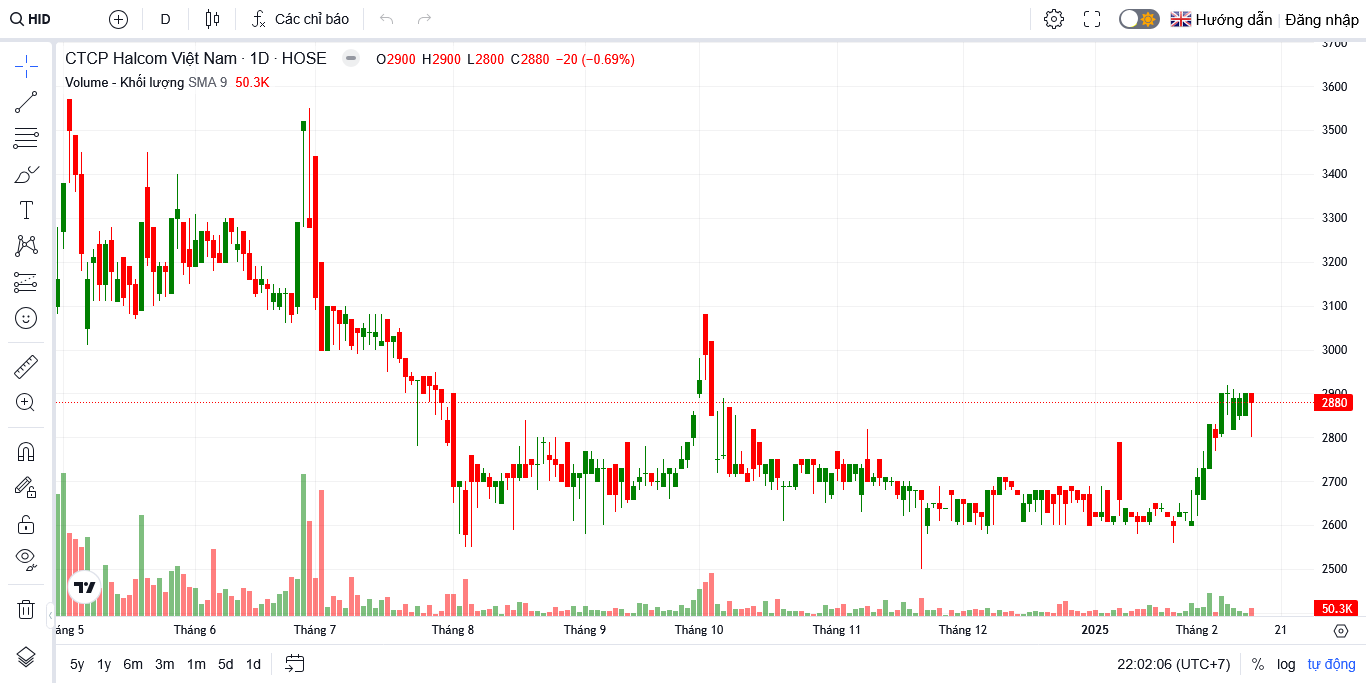 HID D Các chỉ báo Hướng dẫn Đăng nhập
CTCP Halcom Việt Nam · 1D · HOSE O2900 H2900 L2800 C2880 −20 (−0.69%)
Volume - Khối lượng SMA 9 50.3K
3700
3600
3500
3400
3300
3200
3100
3000
2900
2880
2800
2700
2600
2500
50.3K
áng 5 Tháng 6 Tháng 7 Tháng 8 Tháng 9 Tháng 10 Tháng 11 Tháng 12 2025 Tháng 2 21
5y 1y 6m 3m 1m 5d 1d 22:02:06 (UTC+7) % log tự động